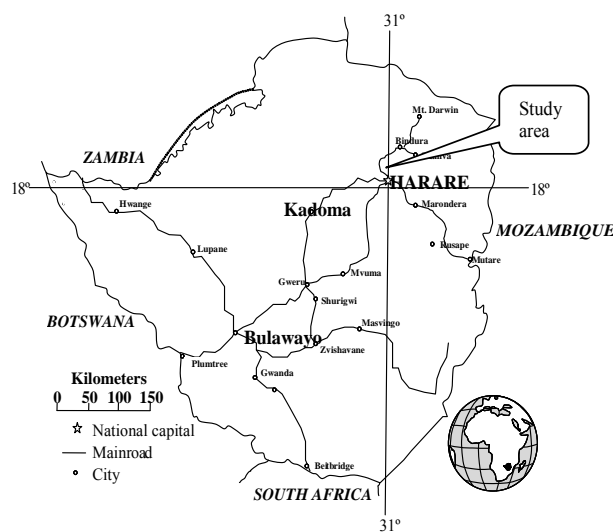 31º
Mt. Darwin
Study
area
Bindura
ZAMBIA
18º
HARARE
18º
Hwange
Kadoma
Marondera
MOZAMBIQUE
Rusape
Lupane
Mutare
Gweru
Mvuma
Shurigwi
BOTSWANA
Masvingo
Bulawayo
Zvishavane
Plumtree
Gwanda
Kilometers
0 50 100 150
National capital
Mainroad
City
Beitbridge
SOUTH AFRICA
31º